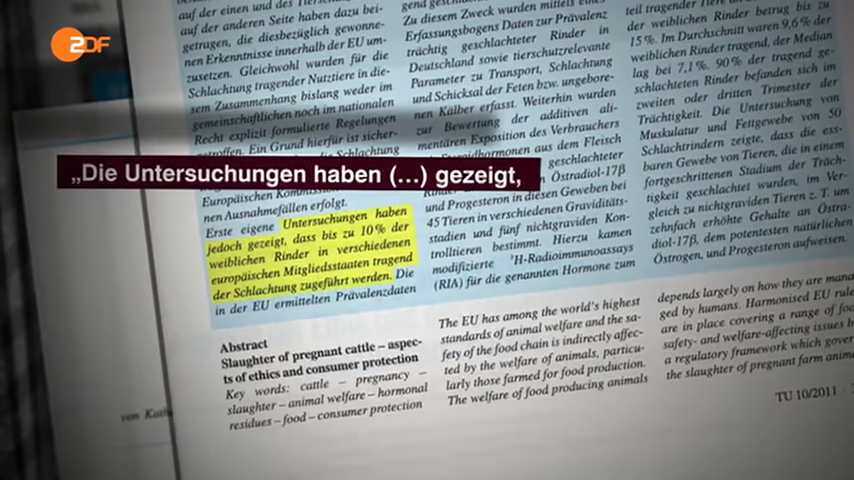 ZDF
auf der einen und des Tiersch
auf der anderen Seite haben dazu bei-
getragen, die diesbezüglich gewonne-
nen Erkenntnisse innerhalb der EU um-
zusetzen. Gleichwohl wurden für die
Schlachtung tragender Nutztiere in die-
sem Zusammenhang bislang weder im
gemeinschaftlichen noch im nationalen
Recht explizit formulierte Regelungen
getroffen. Ein Grund hierfür ist sicher-
Schlachtung
„Die Untersuchungen haben (...) gezeigt,
Europäischen
nen Ausnahmefällen erfolgt.
Erste eigene Untersuchungen haben
jedoch gezeigt, dass bis zu 10% der
weiblichen Rinder in verschiedenen
europäischen Mitgliedsstaaten tragend
der Schlachtung zugeführt werden. Die
in der EU ermittelten Prävalenzdaten
Zu diesem Zweck wurden mittels
Erfassungsbogens Daten zur Prävalenz
trächtig geschlachteter Rinder in
Deutschland sowie tierschutzrelevante
Parameter zu Transport, Schlachtung
und Schicksal der Feten bzw. ungebore-
nen Kälber erfasst. Weiterhin wurden
zur Bewertung der additiven ali-
mentären Exposition des Verbrauchers
aus dem Fleisch
geschlachteter
Östradiol-17β
und Progesteron in diesen Geweben bei
45 Tieren in verschiedenen Graviditäts-
stadien und fünf nichtgraviden Kon-
trolltieren bestimmt. Hierzu kamen
modifizierte ³H-Radioimmunoassays
(RIA) für die genannten Hormone zum
teil tragender
der weiblichen Rinder betrug bis zu
15%. Im Durchschnitt waren 9,6% der
weiblichen Rinder tragend, der Median
lag bei 7,1%. 90% der tragend ge-
schlachteten Rinder befanden sich im
zweiten oder dritten Trimester der
Trächtigkeit. Die Untersuchung von
Muskulatur und Fettgewebe von 50
Schlachtrindern zeigte, dass die ess-
baren Gewebe von Tieren, die in einem
fortgeschrittenen Stadium der Träch-
tigkeit geschlachtet wurden, im Ver-
gleich zu nichtgraviden Tieren z. T. um
zehnfach erhöhte Gehalte an Östra-
diol-17β, dem potentesten natürlichen
Östrogen, und Progesteron aufweisen.
Abstract
Slaughter of pregnant cattle – aspec-
ts of ethics and consumer protection
Key words: cattle – pregnancy –
slaughter – animal welfare – hormonal
residues – food – consumer protection
The EU has among the world's highest
standards of animal welfare and the sa-
fety of the food chain is indirectly affec-
ted by the welfare of animals, particu-
larly those farmed for food production.
The welfare of food producing animals
depends largely on how they are mana
ged by humans. Harmonised EU rule
are in place covering a range of foo
safety- and welfare-affecting issues b
a regulatory framework which gover
the slaughter of pregnant farm anima
TU 10/2011
von